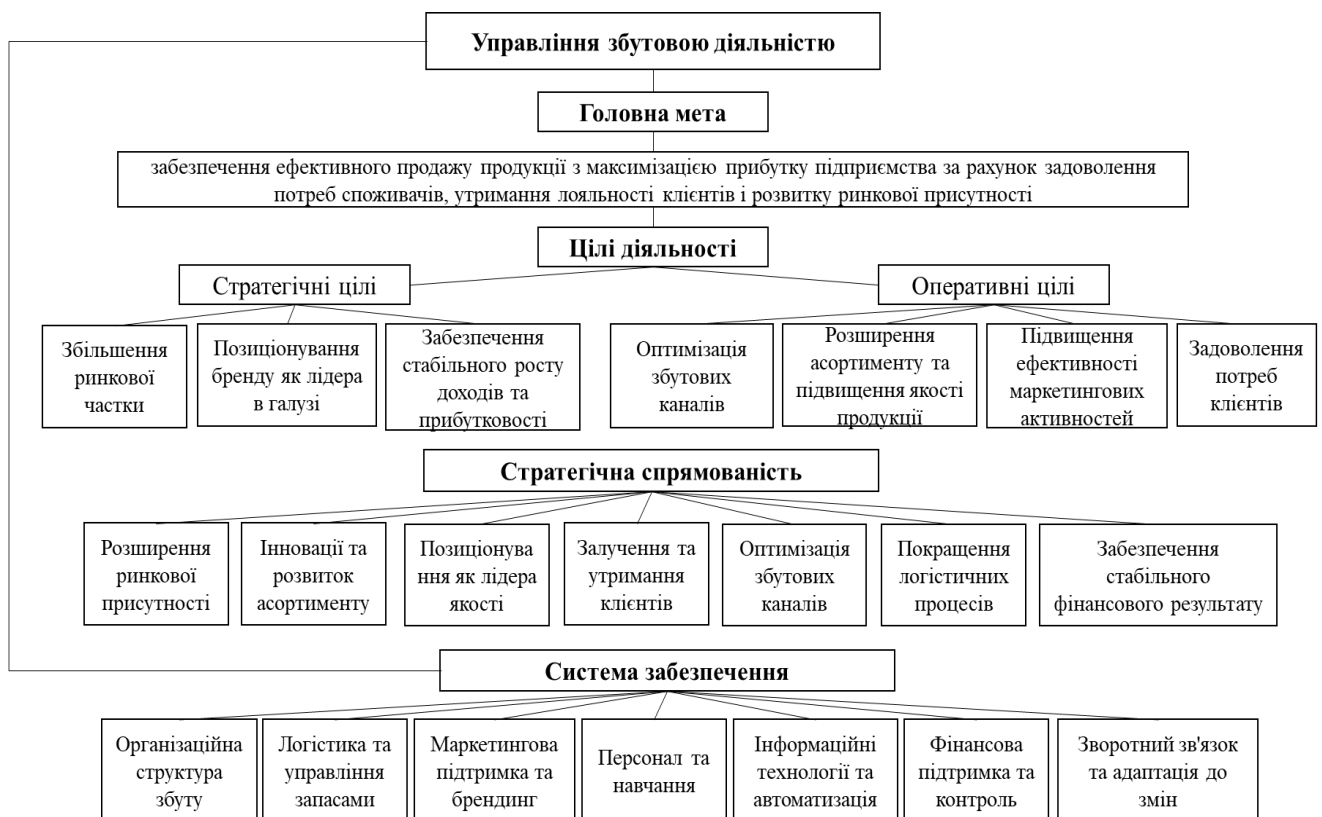 Управління збутовою діяльністю
Головна мета
забезпечення ефективного продажу продукції з максимізацією прибутку підприємства за рахунок задоволення
потреб споживачів, утримання лояльності клієнтів і розвитку ринкової присутності
Цілі діяльності
Стратегічні цілі
Оперативні цілі
Збільшення
ринкової
частки
Позиціонування
бренду як лідера
в галузі
Забезпечення
стабільного росту
доходів та
прибутковості
Оптимізація
збутових
каналів
Розширення
асортименту та
підвищення якості
продукції
Підвищення
ефективності
маркетингових
активностей
Задоволення
потреб
клієнтів
Стратегічна спрямованість
Розширення
ринкової
присутності
Інновації та
розвиток
асортименту
Позиціонува
ння як лідера
якості
Залучення та
утримання
клієнтів
Оптимізація
збутових
каналів
Покращення
логістичних
процесів
Забезпечення
стабільного
фінансового результату
Система забезпечення
Організаційна
структура
збуту
Логістика та
управління
запасами
Маркетингова
підтримка та
брендинг
Персонал та
навчання
Інформаційні
технології та
автоматизація
Фінансова
підтримка та
контроль
Зворотний зв'язок
та адаптація до
змін